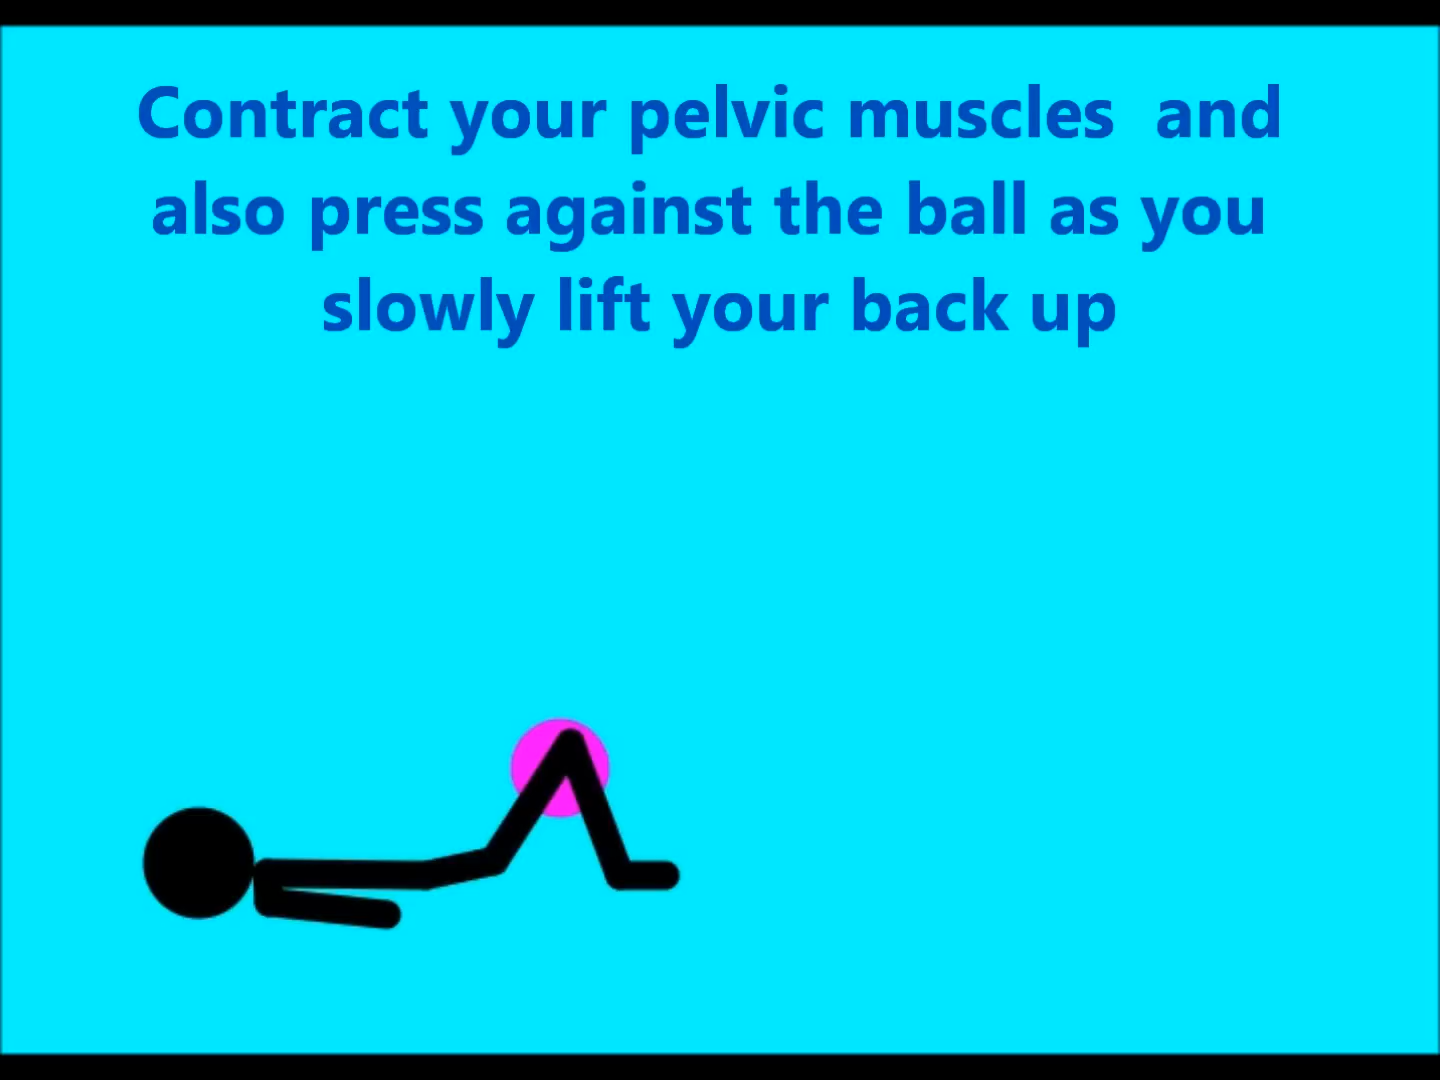 Contract your pelvic muscles  and
also press against the ball as you
slowly lift your back up